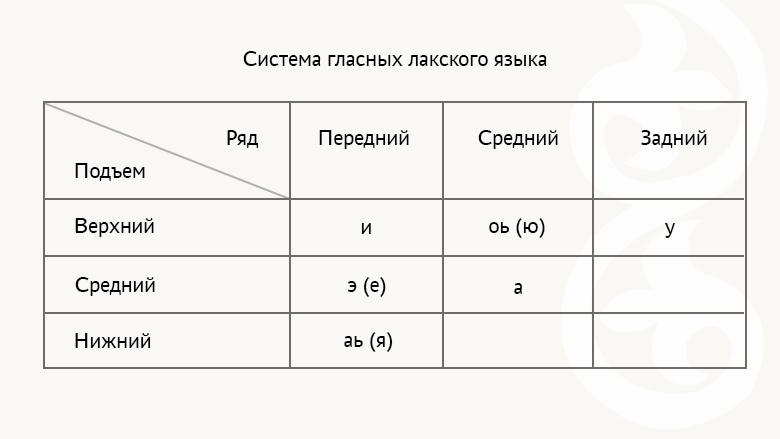 Система гласных лакского языка
Ряд Передний Средний Задний
Подъем
Верхний и оь (ю) у
Средний э (е) а
Нижний аь (я)